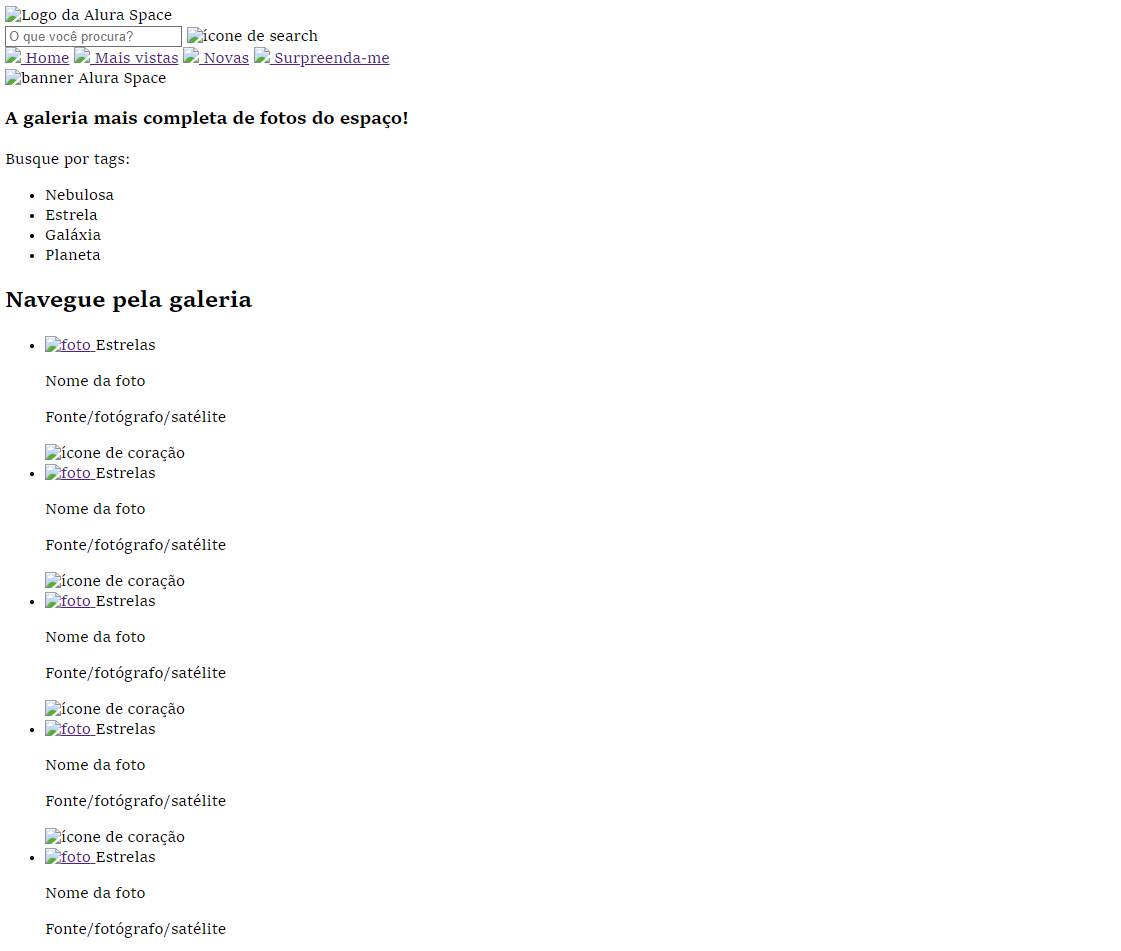 Logo da Alura Space
O que você procura? ícone de search
Home Mais vistas Novas Surpreenda-me
banner Alura Space
A galeria mais completa de fotos do espaço!
Busque por tags:
Nebulosa
Estrela
Galáxia
Planeta
Navegue pela galeria
foto Estrelas
Nome da foto
Fonte/fotógrafo/satélite
ícone de coração
foto Estrelas
Nome da foto
Fonte/fotógrafo/satélite
ícone de coração
foto Estrelas
Nome da foto
Fonte/fotógrafo/satélite
ícone de coração
foto Estrelas
Nome da foto
Fonte/fotógrafo/satélite
ícone de coração
foto Estrelas
Nome da foto
Fonte/fotógrafo/satélite